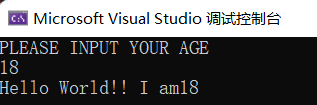 Microsoft Visual Studio 调试控制台
PLEASE INPUT YOUR AGE
18
Hello World!! I am18